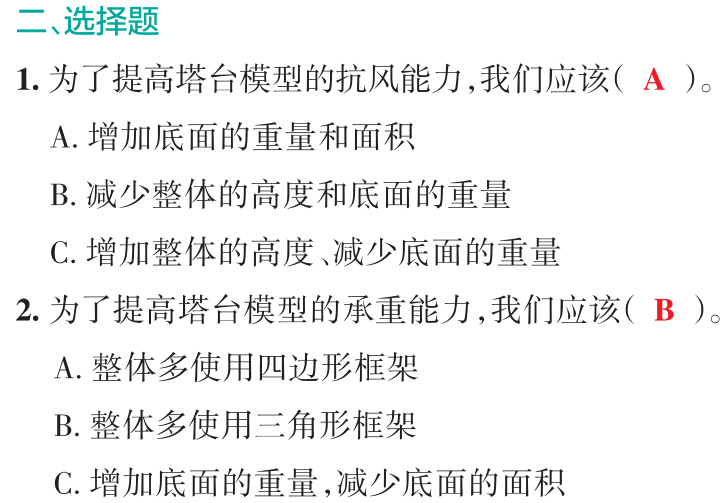 二、选择题
1. 为了提高塔台模型的抗风能力,我们应该( A )。
A. 增加底面的重量和面积
B. 减少整体的高度和底面的重量
C. 增加整体的高度、减少底面的重量
2. 为了提高塔台模型的承重能力,我们应该( B )。
A. 整体多使用四边形框架
B. 整体多使用三角形框架
C. 增加底面的重量,减少底面的面积